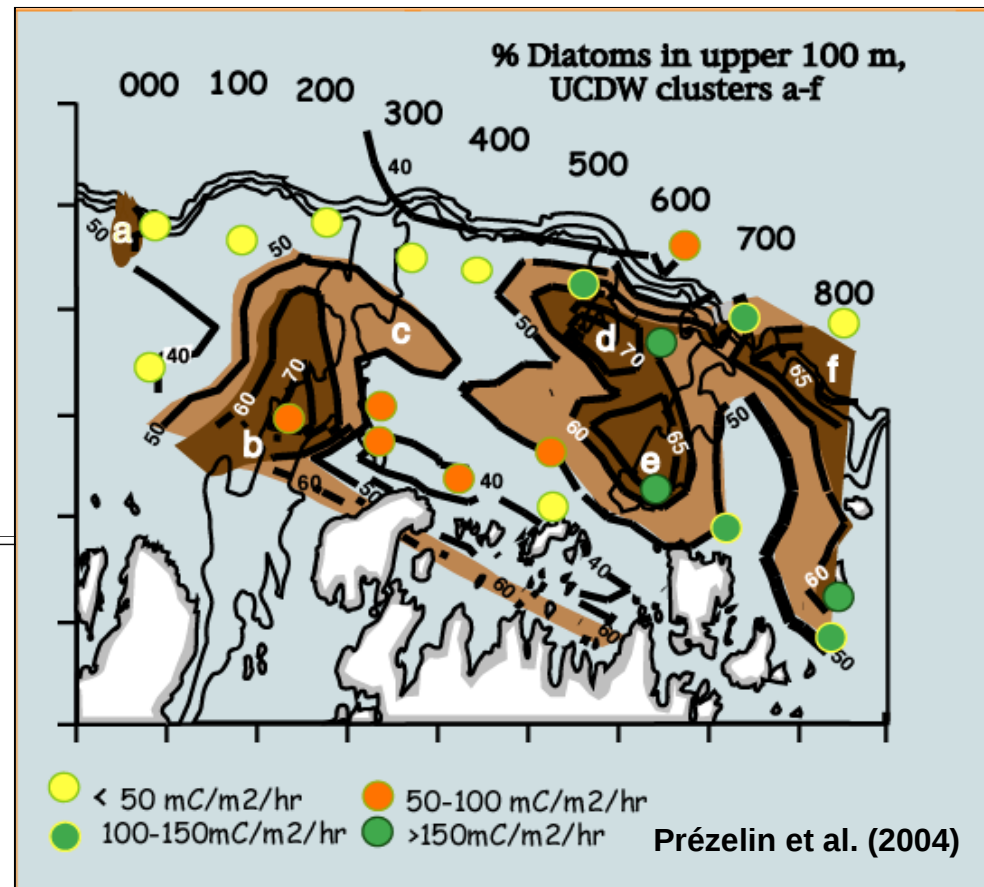 % Diatoms in upper 100 m,
UCDW clusters a-f
000 100 200
300
400
500
600
700
800
40
50
a
50
c
50
d
70
f
65
40
70
60
50
b
60
50
40
60
65
e
50
40
60
60
60
50
< 50 mC/m2/hr
50-100 mC/m2/hr
100-150mC/m2/hr
>150mC/m2/hr
Prézelin et al. (2004)